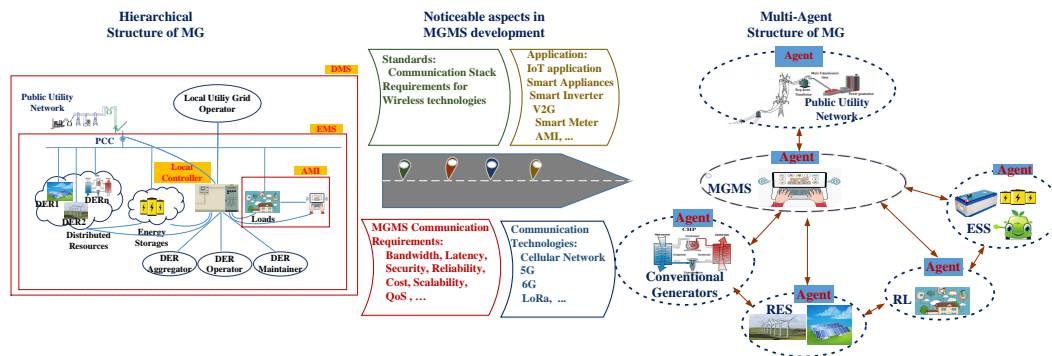 Hierarchical
Structure of MG
DMS
Public Utility
Network
Local Utiliy Grid
Operator
EMS
PCC
Local
Controller
AMI
DER1
DERn
DER2
Distributed
Resources
Energy
Storages
Loads
DER
Aggregator
DER
Operator
DER
Maintainer
Noticeable aspects in
MGMS development
Standards:
Communication Stack
Requirements for
Wireless technologies
Application:
IoT application
Smart Appliances
Smart Inverter
V2G
Smart Meter
AMI, ...
MGMS Communication
Requirements:
Bandwidth, Latency,
Security, Reliability,
Cost, Scalability,
QoS , ...
Communication
Technologies:
Cellular Network
5G
6G
LoRa, ...
Multi-Agent
Structure of MG
Agent
Public Utility
Network
Agent
MGMS
Agent
ESS
Agent
CHP
Conventional
Generators
Agent
RL
Agent
RES